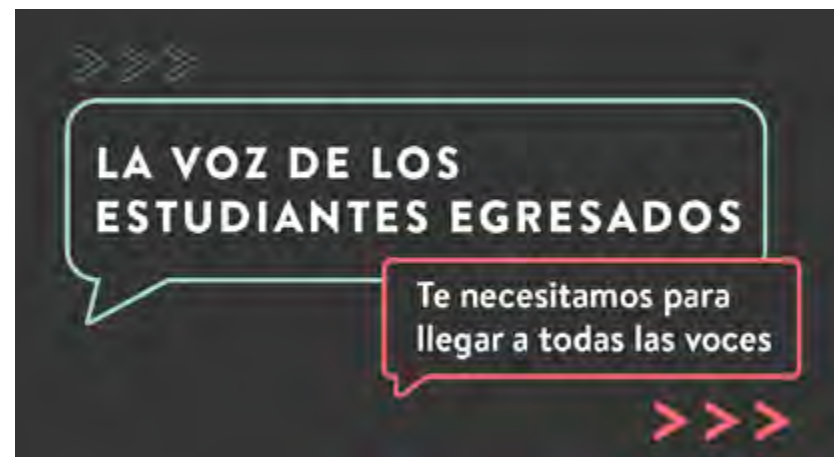 LA VOZ DE LOS
ESTUDIANTES EGRESADOS
Te necesitamos para
llegar a todas las voces